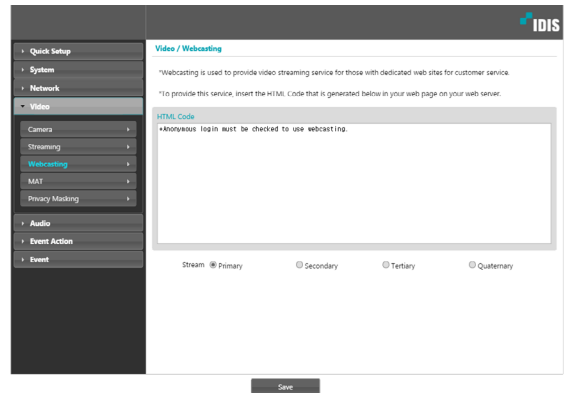 IDIS
Quick Setup
System
Network
Video
Camera
Streaming
Webcasting
MAT
Privacy Masking
Audio
Event Action
Event
Video / Webcasting
*Webcasting is used to provide video streaming service for those with dedicated web sites for customer service.
*To provide this service, insert the HTML Code that is generated below in your web page on your web server.
HTML Code
*Anonymous login must be checked to use webcasting.
Stream Primary Secondary Tertiary Quaternary
Save